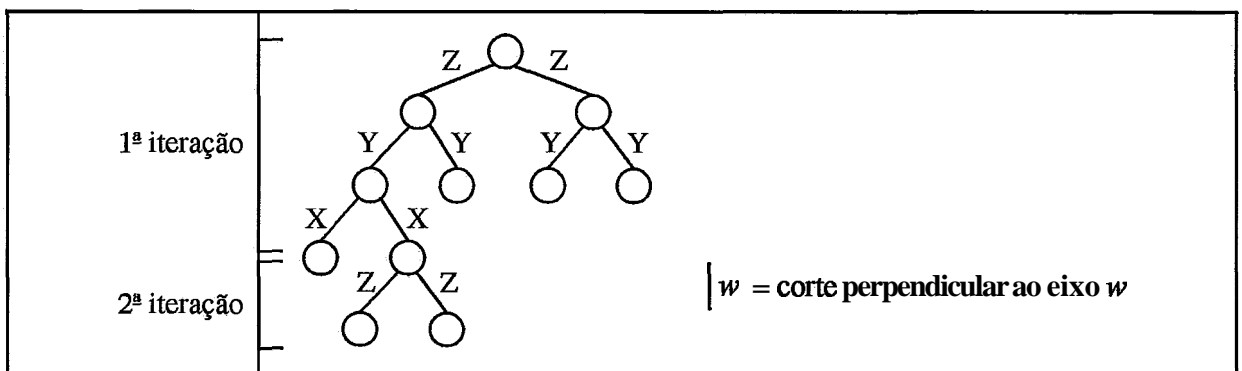 Z Z
1ª iteração
Y Y Y Y
X X
Z Z
2ª iteração
w = corte perpendicular ao eixo w